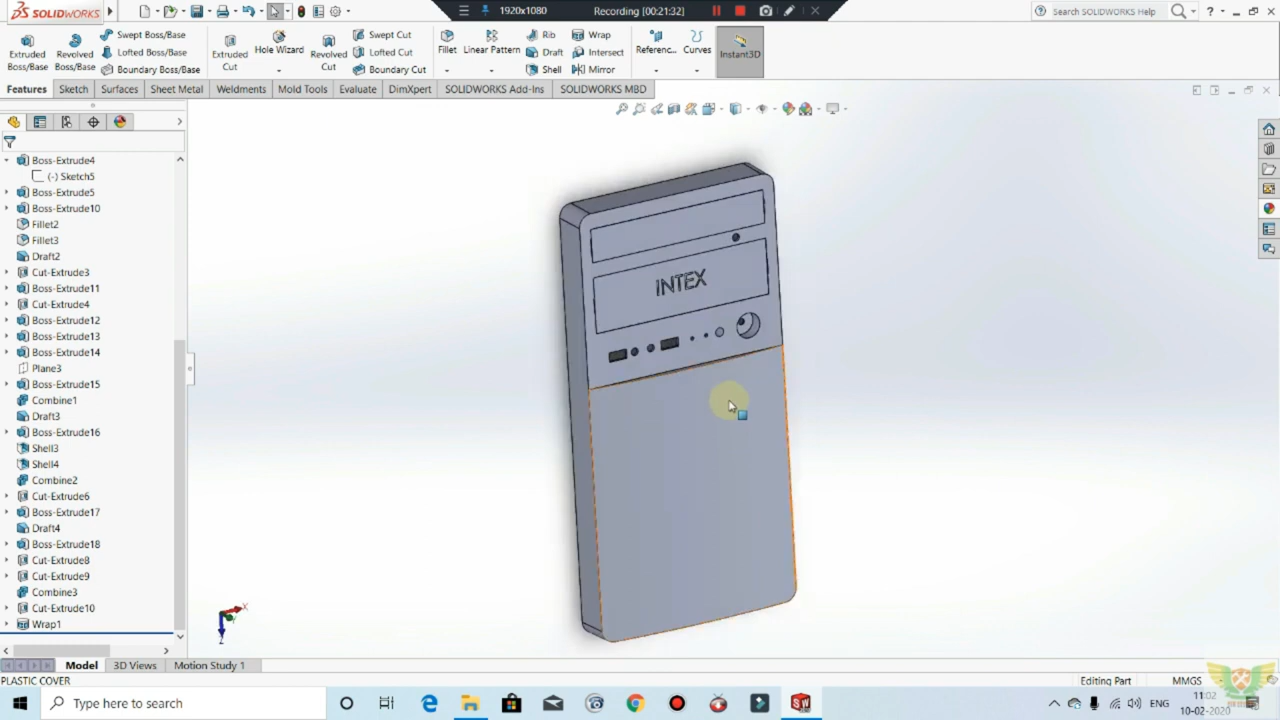 SOLIDWORKS
1920x1080
Recording [00:21:32]
Search SOLIDWORKS Help
Extruded Boss/Base
Revolved Boss/Base
Swept Boss/Base
Lofted Boss/Base
Boundary Boss/Base
Extruded Cut
Hole Wizard
Revolved Cut
Swept Cut
Lofted Cut
Boundary Cut
Fillet
Linear Pattern
Rib
Draft
Shell
Wrap
Intersect
Mirror
Referenc...
Curves
Instant3D
Features
Sketch
Surfaces
Sheet Metal
Weldments
Mold Tools
Evaluate
DimXpert
SOLIDWORKS Add-Ins
SOLIDWORKS MBD
Boss-Extrude4
(-) Sketch5
Boss-Extrude5
Boss-Extrude10
Fillet2
Fillet3
Draft2
Cut-Extrude3
Boss-Extrude11
Cut-Extrude4
Boss-Extrude12
Boss-Extrude13
Boss-Extrude14
Plane3
Boss-Extrude15
Combine1
Draft3
Boss-Extrude16
Shell3
Shell4
Combine2
Cut-Extrude6
Boss-Extrude17
Draft4
Boss-Extrude18
Cut-Extrude8
Cut-Extrude9
Combine3
Cut-Extrude10
Wrap1
INTEX
X
Z
Model
3D Views
Motion Study 1
PLASTIC COVER
Editing Part
MMGS
Type here to search
ENG
11:02
10-02-2020